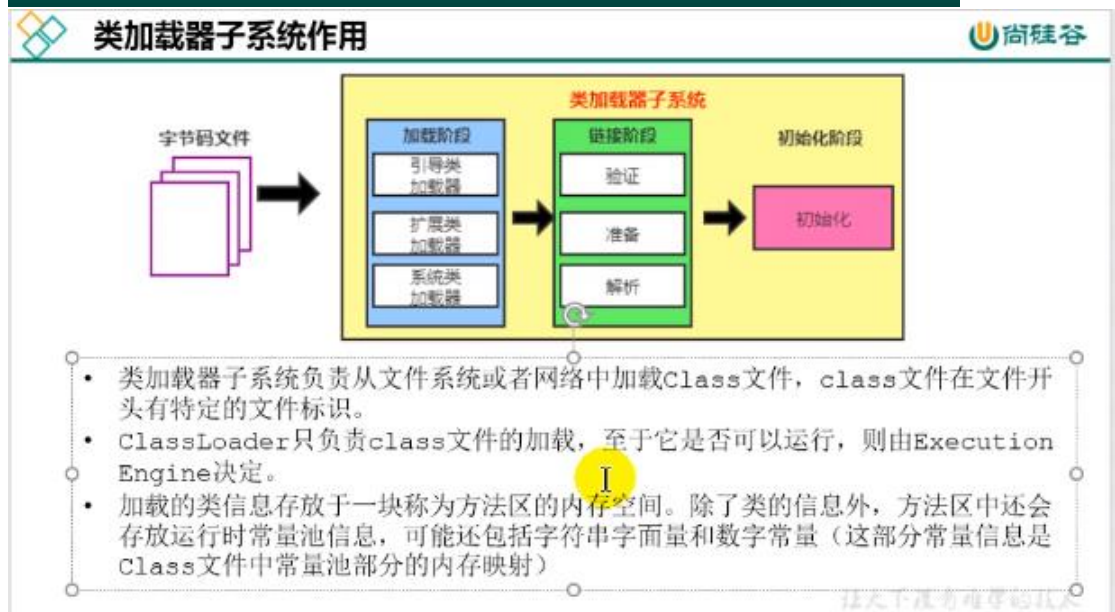 类加载器子系统作用
尚硅谷
类加载器子系统
字节码文件
加载阶段
引导类
加载器
扩展类
加载器
系统类
加载器
链接阶段
验证
准备
解析
初始化阶段
初始化
• 类加载器子系统负责从文件系统或者网络中加载Class文件，class文件在文件开
头有特定的文件标识。
• ClassLoader只负责class文件的加载，至于它是否可以运行，则由Execution
Engine决定。
• 加载的类信息存放于一块称为方法区的内存空间。除了类的信息外，方法区中还会
存放运行时常量池信息，可能还包括字符串字面量和数字常量（这部分常量信息是
Class文件中常量池部分的内存映射）